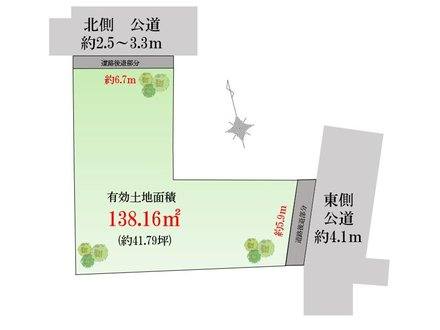 北側 公道
約2.5～3.3m
道路後退部分
約6.7m
有効土地面積
138.16㎡
(約41.79坪)
約5.9m
道路後退部分
東側
公道
約4.1m